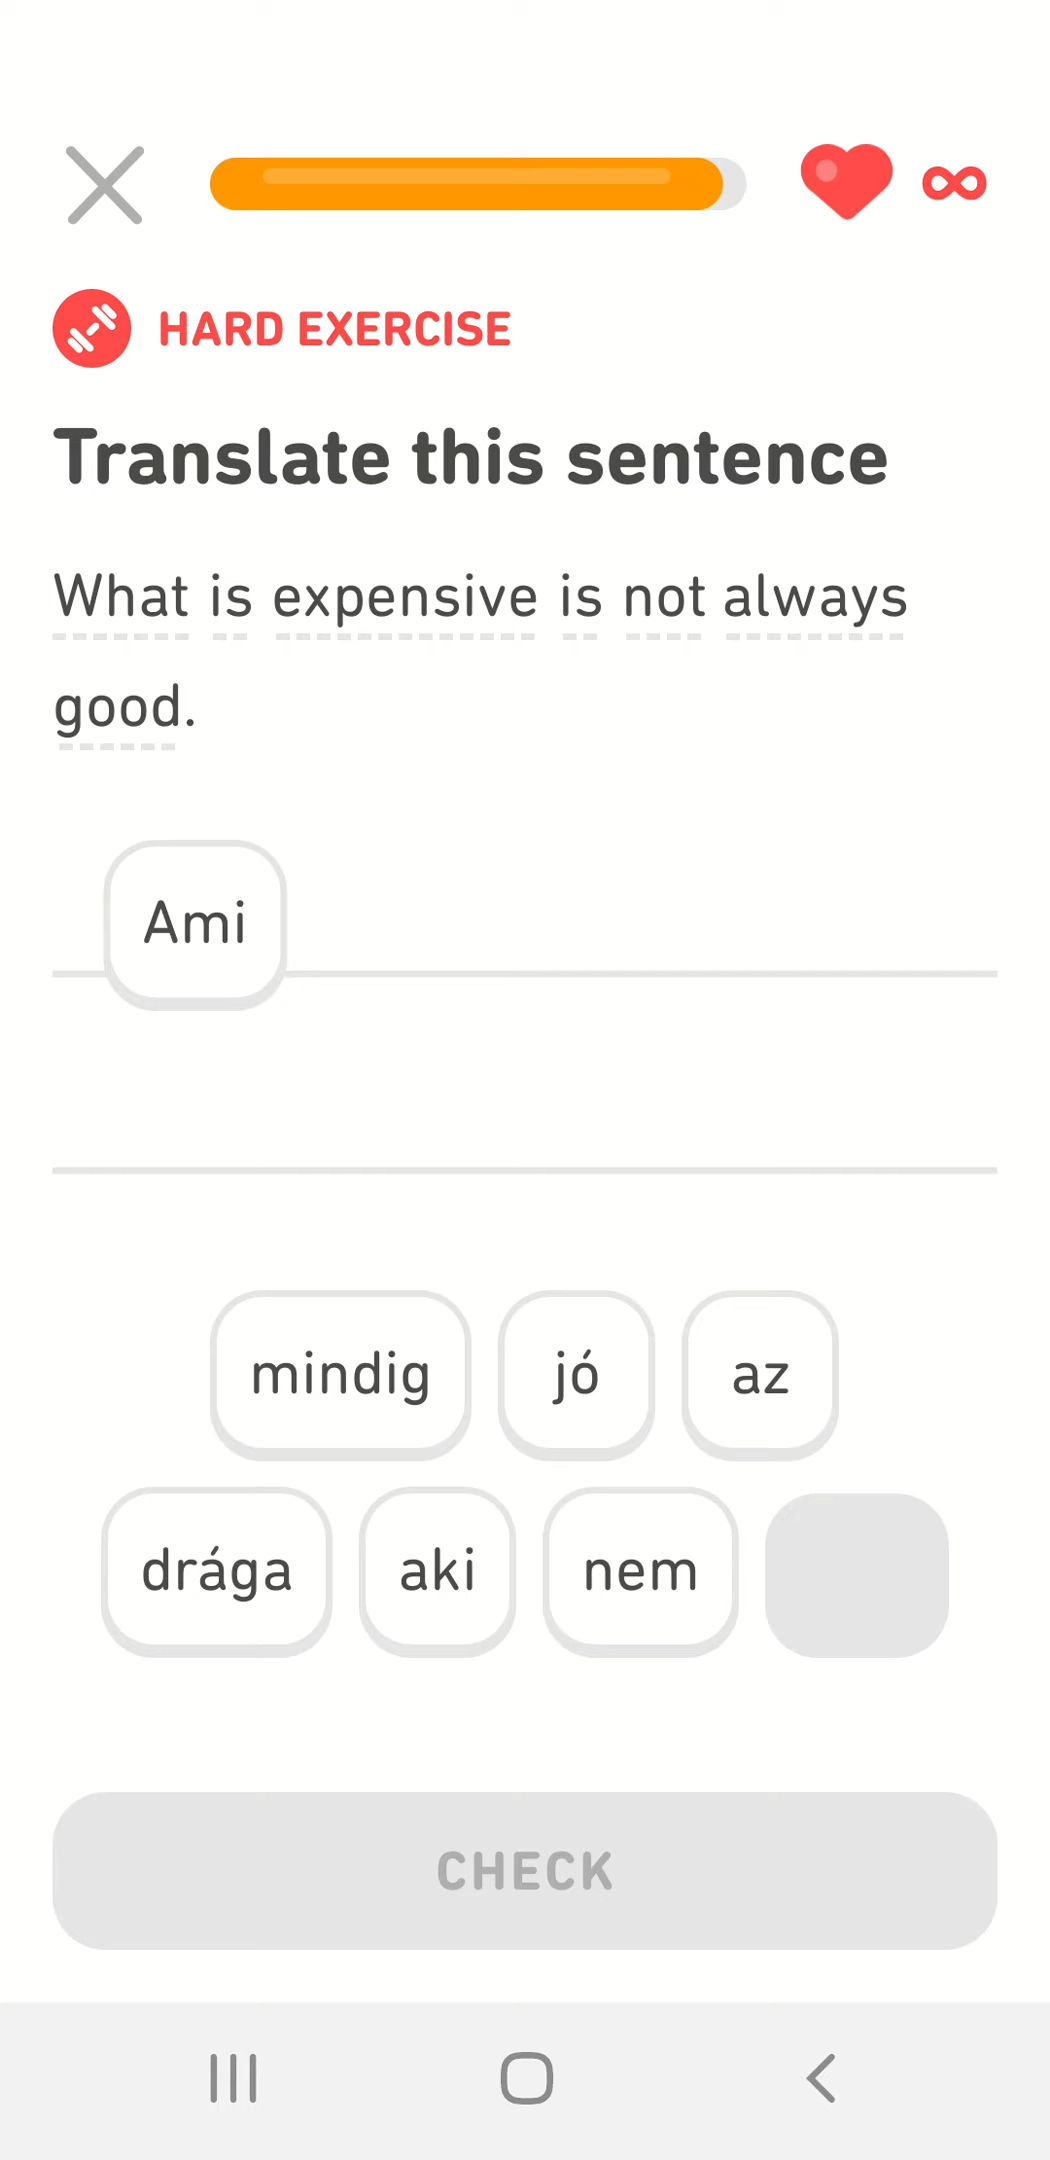 HARD EXERCISE
Translate this sentence
What is expensive is not always
good.
Ami
mindig jó az
drága aki nem
CHECK